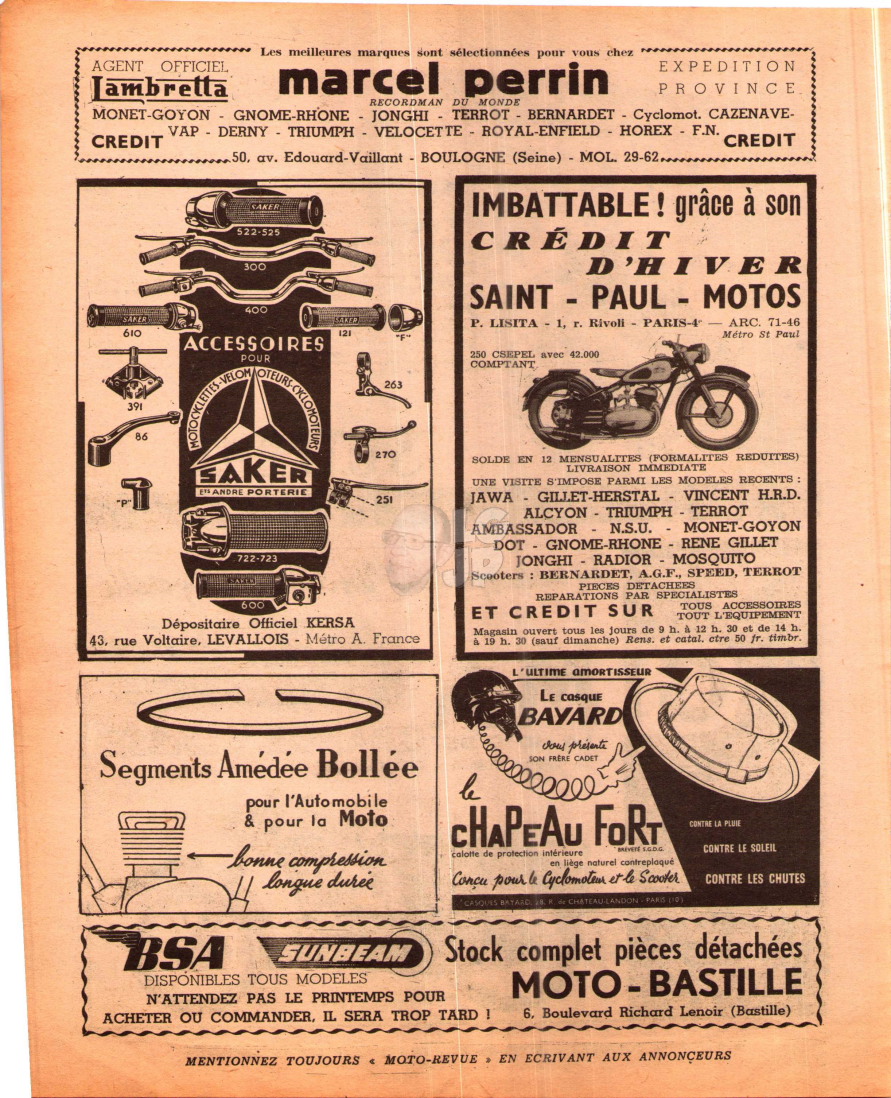 Les meilleures marques sont sélectionnées pour vous chez
AGENT OFFICIEL
Lambretta
marcel perrin
RECORDMAN DU MONDE
EXPEDITION
PROVINCE
MONET-GOYON - GNOME-RHONE - JONGHI - TERROT - BERNARDET - Cyclomot. CAZENAVE-
VAP - DERNY - TRIUMPH - VELOCETTE - ROYAL-ENFIELD - HOREX - F.N.
CREDIT
CREDIT
50, av. Edouard-Vaillant - BOULOGNE (Seine) - MOL. 29-62
SAKER
522-525
300
400
SAKER
610
SAKER
121
"F"
ACCESSOIRES
POUR
MOTOCYCLETTES-VELOMOTEURS-CYCLOMOTEURS
391
263
86
270
SAKER
Ets ANDRE PORTERIE
"P"
251
722-723
SAKER
600
Dépositaire Officiel KERSA
43, rue Voltaire, LEVALLOIS - Métro A. France
IMBATTABLE ! grâce à son
CRÉDIT
D'HIVER
SAINT - PAUL - MOTOS
P. LISITA - 1, r. Rivoli - PARIS-4e — ARC. 71-46
Métro St Paul
250 CSEPEL avec 42.000
COMPTANT
SOLDE EN 12 MENSUALITES (FORMALITES REDUITES)
LIVRAISON IMMEDIATE
UNE VISITE S'IMPOSE PARMI LES MODELES RECENTS :
JAWA - GILLET-HERSTAL - VINCENT H.R.D.
ALCYON - TRIUMPH - TERROT
AMBASSADOR - N.S.U. - MONET-GOYON
DOT - GNOME-RHONE - RENE GILLET
JONGHI - RADIOR - MOSQUITO
Scooters : BERNARDET, A.G.F., SPEED, TERROT
PIECES DETACHEES
REPARATIONS PAR SPECIALISTES
ET CREDIT SUR
TOUS ACCESSOIRES
TOUT L'EQUIPEMENT
Magasin ouvert tous les jours de 9 h. à 12 h. 30 et de 14 h.
à 19 h. 30 (sauf dimanche) Rens. et catal. ctre 50 fr. timbr.
Segments Amédée Bollée
pour l'Automobile
& pour la Moto
bonne compression
longue durée
L'ULTIME AMORTISSEUR
Le casque
BAYARD
vous présente
SON FRÈRE CADET
le
CHAPEAU FORT
BREVETÉ S.G.D.G.
calotte de protection intérieure
en liège naturel contreplaqué
Conçu pour le Cyclomoteur et le Scooter
CONTRE LA PLUIE
CONTRE LE SOLEIL
CONTRE LES CHUTES
CASQUES BAYARD, 28, R. de CHÂTEAU-LANDON - PARIS (10)
BSA
SUNBEAM
DISPONIBLES TOUS MODELES
N'ATTENDEZ PAS LE PRINTEMPS POUR
ACHETER OU COMMANDER, IL SERA TROP TARD !
Stock complet pièces détachées
MOTO - BASTILLE
6, Boulevard Richard Lenoir (Bastille)
MENTIONNEZ TOUJOURS « MOTO-REVUE » EN ECRIVANT AUX ANNONCEURS